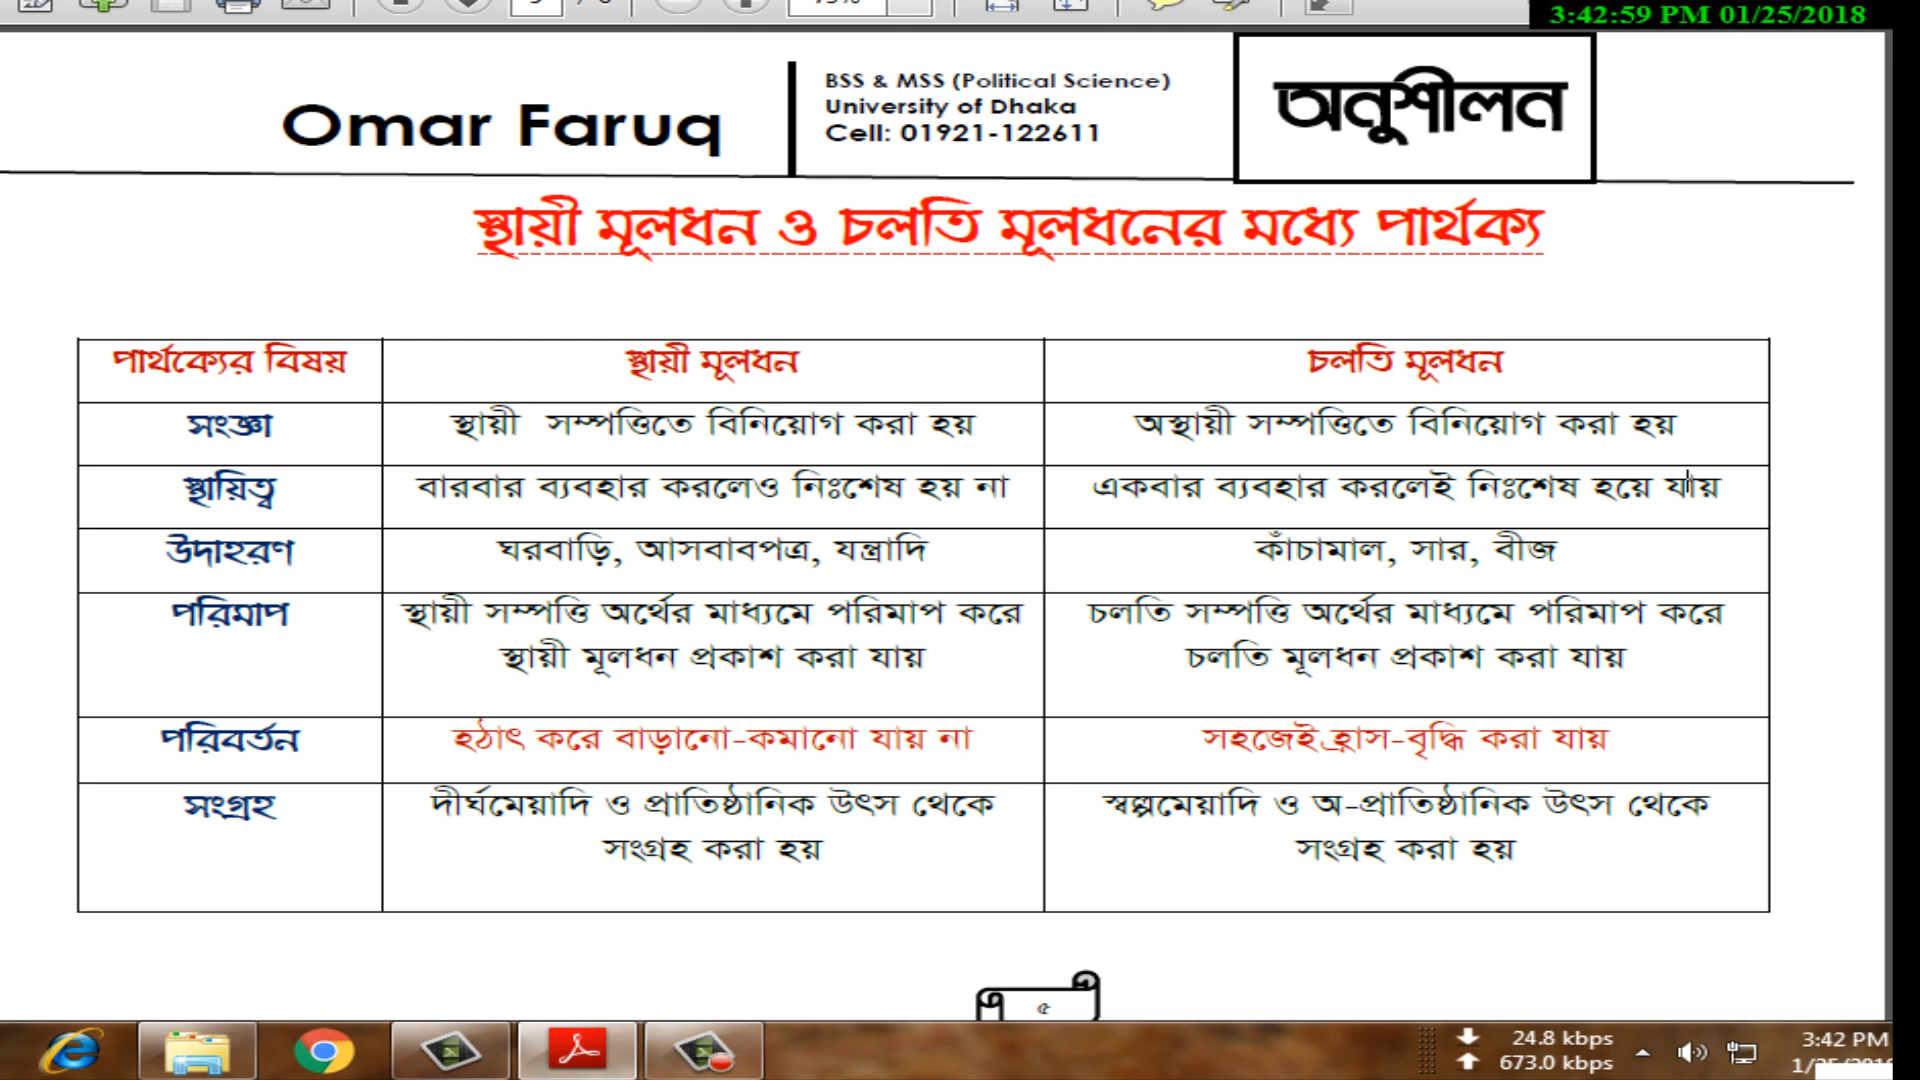 3:42:59 PM 01/25/2018
Omar Faruq
BSS & MSS (Political Science)
University of Dhaka
Cell: 01921-122611
অনুশীলন
স্থায়ী মূলধন ও চলতি মূলধনের মধ্যে পার্থক্য
পার্থক্যের বিষয় স্থায়ী মূলধন চলতি মূলধন
সংজ্ঞা স্থায়ী সম্পত্তিতে বিনিয়োগ করা হয় অস্থায়ী সম্পত্তিতে বিনিয়োগ করা হয়
স্থায়িত্ব বারবার ব্যবহার করলেও নিঃশেষ হয় না একবার ব্যবহার করলেই নিঃশেষ হয়ে যায়
উদাহরণ ঘরবাড়ি, আসবাবপত্র, যন্ত্রাদি কাঁচামাল, সার, বীজ
পরিমাপ স্থায়ী সম্পত্তি অর্থের মাধ্যমে পরিমাপ করে চলতি সম্পত্তি অর্থের মাধ্যমে পরিমাপ করে
স্থায়ী মূলধন প্রকাশ করা যায় চলতি মূলধন প্রকাশ করা যায়
পরিবর্তন হঠাৎ করে বাড়ানো-কমানো যায় না সহজেই হ্রাস-বৃদ্ধি করা যায়
সংগ্রহ দীর্ঘমেয়াদি ও প্রাতিষ্ঠানিক উৎস থেকে স্বল্পমেয়াদি ও অ-প্রাতিষ্ঠানিক উৎস থেকে
সংগ্রহ করা হয় সংগ্রহ করা হয়
৫
24.8 kbps
673.0 kbps
3:42 PM